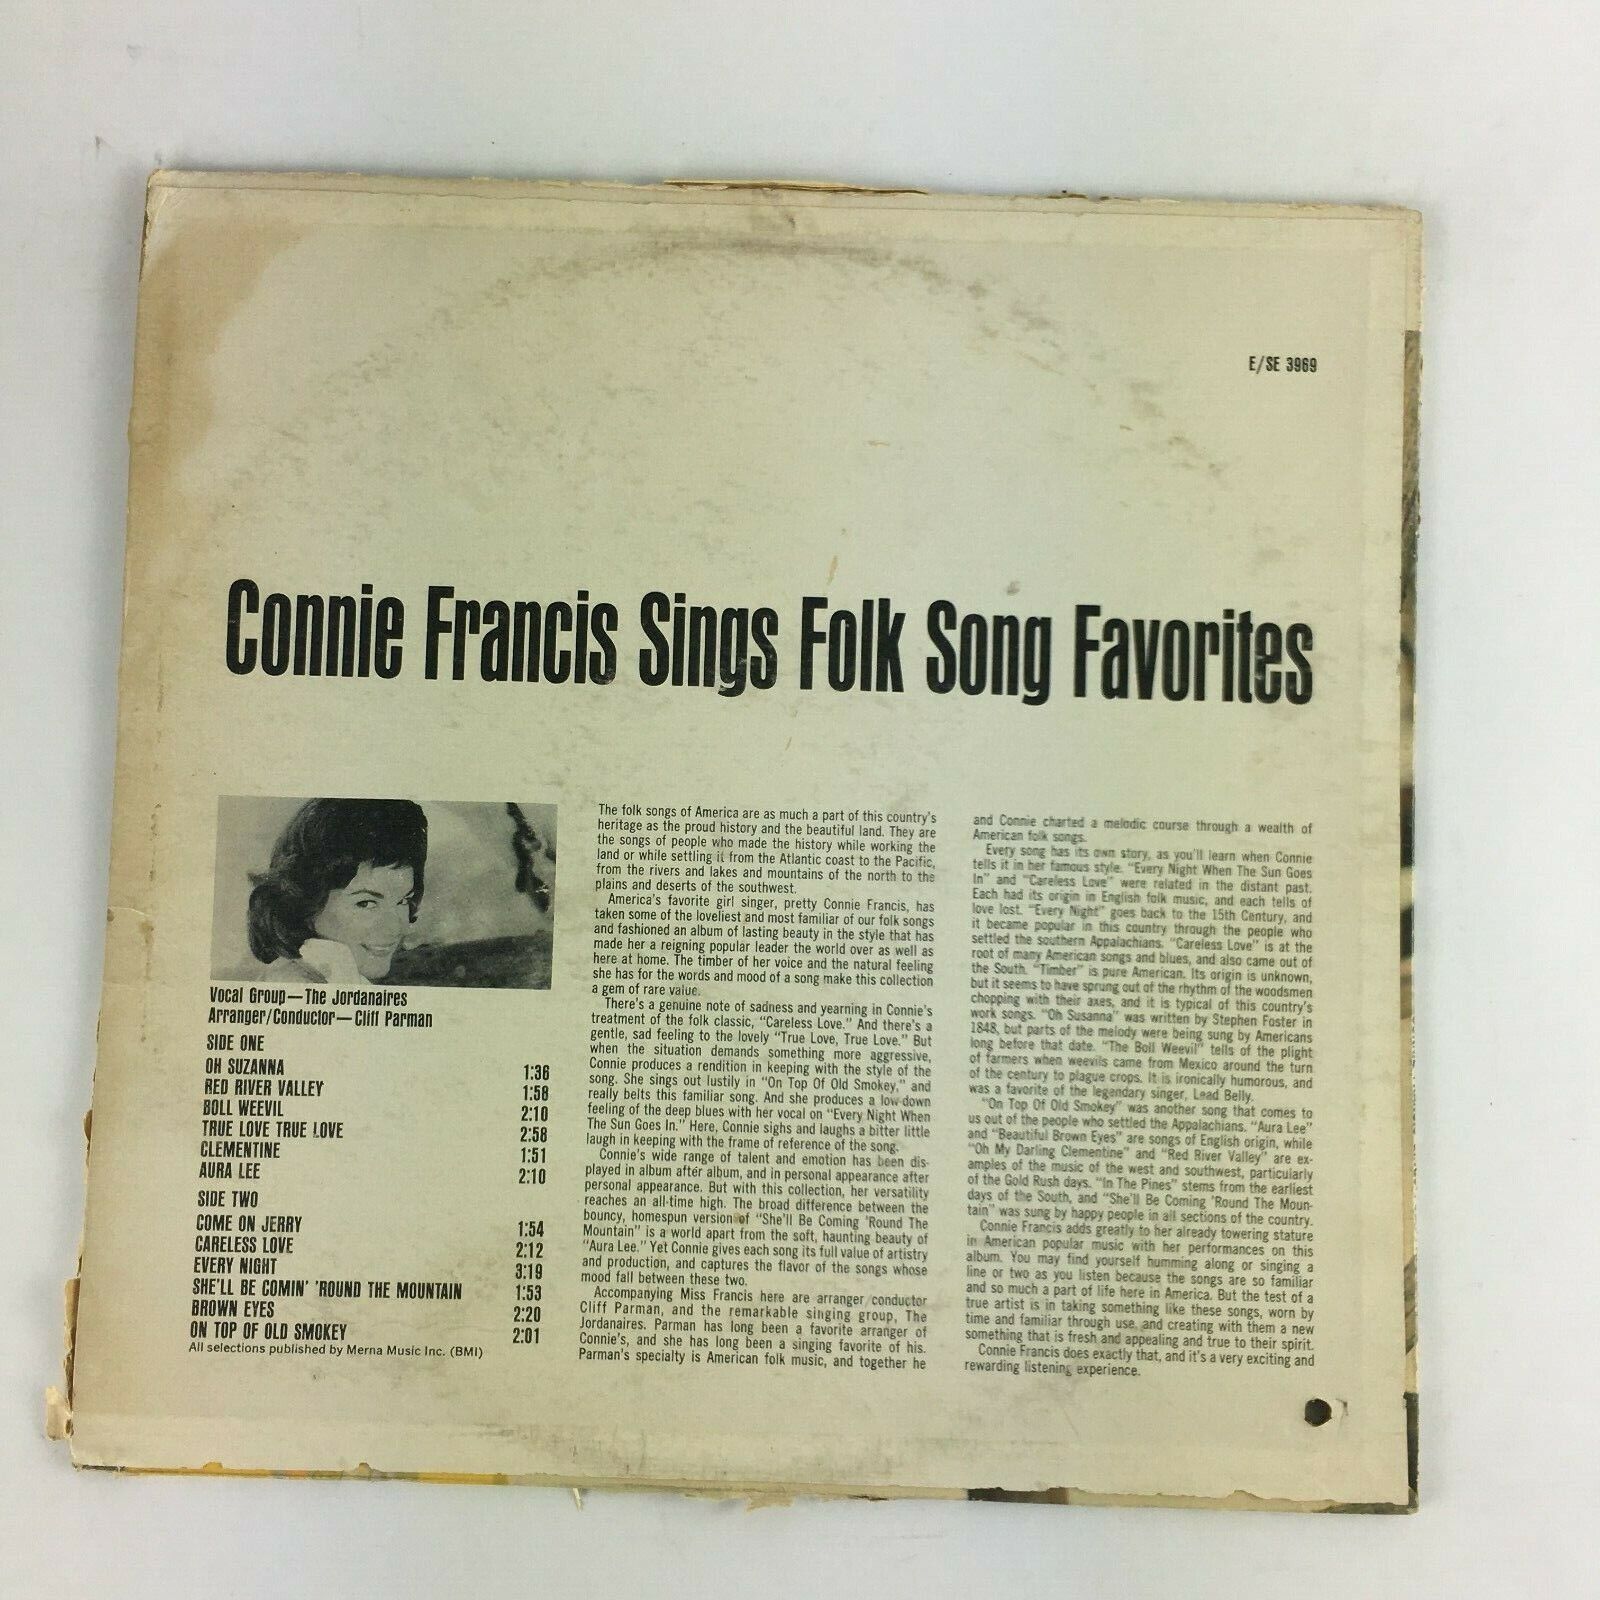 E/SE 3969
Connie Francis Sings Folk Song Favorites
Vocal Group—The Jordanaires
Arranger/Conductor—Cliff Parman
SIDE ONE
OH SUZANNA 1:36
RED RIVER VALLEY 1:58
BOLL WEEVIL 2:10
TRUE LOVE TRUE LOVE 2:58
CLEMENTINE 1:51
AURA LEE 2:10
SIDE TWO
COME ON JERRY 1:54
CARELESS LOVE 2:12
EVERY NIGHT 3:19
SHE'LL BE COMIN' 'ROUND THE MOUNTAIN 1:53
BROWN EYES 2:20
ON TOP OF OLD SMOKEY 2:01
All selections published by Merna Music Inc. (BMI)
The folk songs of America are as much a part of this country's
heritage as the proud history and the beautiful land. They are
the songs of people who made the history while working the
land or while settling it from the Atlantic coast to the Pacific,
from the rivers and lakes and mountains of the north to the
plains and deserts of the southwest.
America's favorite girl singer, pretty Connie Francis, has
taken some of the loveliest and most familiar of our folk songs
and fashioned an album of lasting beauty in the style that has
made her a reigning popular leader the world over as well as
here at home. The timber of her voice and the natural feeling
she has for the words and mood of a song make this collection
a gem of rare value.
There's a genuine note of sadness and yearning in Connie's
treatment of the folk classic, "Careless Love." And there's a
gentle, sad feeling to the lovely "True Love, True Love." But
when the situation demands something more aggressive,
Connie produces a rendition in keeping with the style of the
song. She sings out lustily in "On Top Of Old Smokey," and
really belts this familiar song. And she produces a low-down
feeling of the deep blues with her vocal on "Every Night When
The Sun Goes In." Here, Connie sighs and laughs a bitter little
laugh in keeping with the frame of reference of the song.
Connie's wide range of talent and emotion has been dis-
played in album after album, and in personal appearance after
personal appearance. But with this collection, her versatility
reaches an all-time high. The broad difference between the
bouncy, homespun version of "She'll Be Coming 'Round The
Mountain" is a world apart from the soft, haunting beauty of
"Aura Lee." Yet Connie gives each song its full value of artistry
and production, and captures the flavor of the songs whose
mood fall between these two.
Accompanying Miss Francis here are arranger conductor
Cliff Parman, and the remarkable singing group, The
Jordanaires. Parman has long been a favorite arranger of
Connie's, and she has long been a singing favorite of his.
Parman's specialty is American folk music, and together he
and Connie charted a melodic course through a wealth of
American folk songs.
Every song has its own story, as you'll learn when Connie
tells it in her famous style. "Every Night When The Sun Goes
In" and "Careless Love" were related in the distant past.
Each had its origin in English folk music, and each tells of
love lost. "Every Night" goes back to the 15th Century, and
it became popular in this country through the people who
settled the southern Appalachians. "Careless Love" is at the
root of many American songs and blues, and also came out of
the South. "Timber" is pure American. Its origin is unknown,
but it seems to have sprung out of the rhythm of the woodsmen
chopping with their axes, and it is typical of this country's
work songs. "Oh Susanna" was written by Stephen Foster in
1848, but parts of the melody were being sung by Americans
long before that date. "The Boll Weevil" tells of the plight
of farmers when weevils came from Mexico around the turn
of the century to plague crops. It is ironically humorous, and
was a favorite of the legendary singer, Lead Belly.
"On Top Of Old Smokey" was another song that comes to
us out of the people who settled the Appalachians. "Aura Lee"
and "Beautiful Brown Eyes" are songs of English origin, while
"Oh My Darling Clementine" and "Red River Valley" are ex-
amples of the music of the west and southwest, particularly
of the Gold Rush days. "In The Pines" stems from the earliest
days of the South, and "She'll Be Coming 'Round The Moun-
tain" was sung by happy people in all sections of the country.
Connie Francis adds greatly to her already towering stature
in American popular music with her performances on this
album. You may find yourself humming along or singing a
line or two as you listen because the songs are so familiar
and so much a part of life here in America. But the test of a
true artist is in taking something like these songs, worn by
time and familiar through use, and creating with them a new
something that is fresh and appealing and true to their spirit.
Connie Francis does exactly that, and it's a very exciting and
rewarding listening experience.